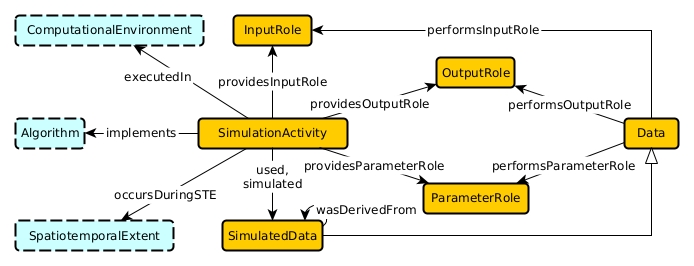 ComputationalEnvironment
InputRole
performsInputRole
executedIn
providesInputRole
OutputRole
providesOutputRole
performsOutputRole
Algorithm
implements
SimulationActivity
Data
used,
simulated
providesParameterRole
performsParameterRole
occursDuringSTE
ParameterRole
wasDerivedFrom
SpatiotemporalExtent
SimulatedData